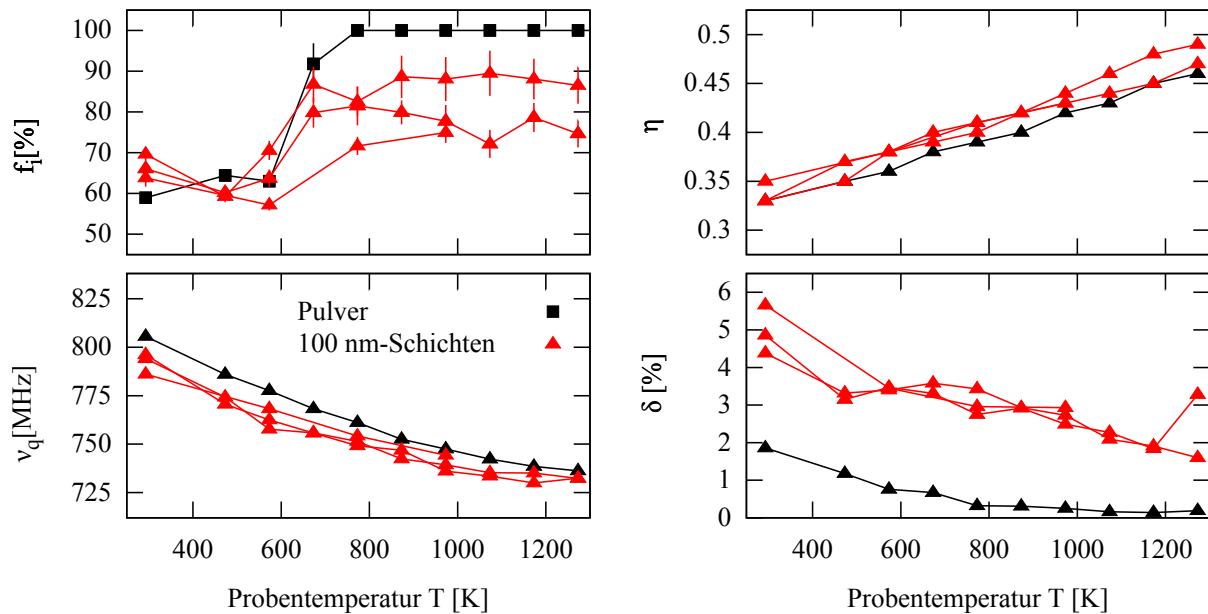 100
90
80
70
60
50
f_i[%]
0.5
0.45
0.4
0.35
0.3
η
825
800
775
750
725
ν_q[MHz]
Pulver
100 nm-Schichten
6
5
4
3
2
1
0
δ [%]
400 600 800 1000 1200
400 600 800 1000 1200
Probentemperatur T [K]
Probentemperatur T [K]